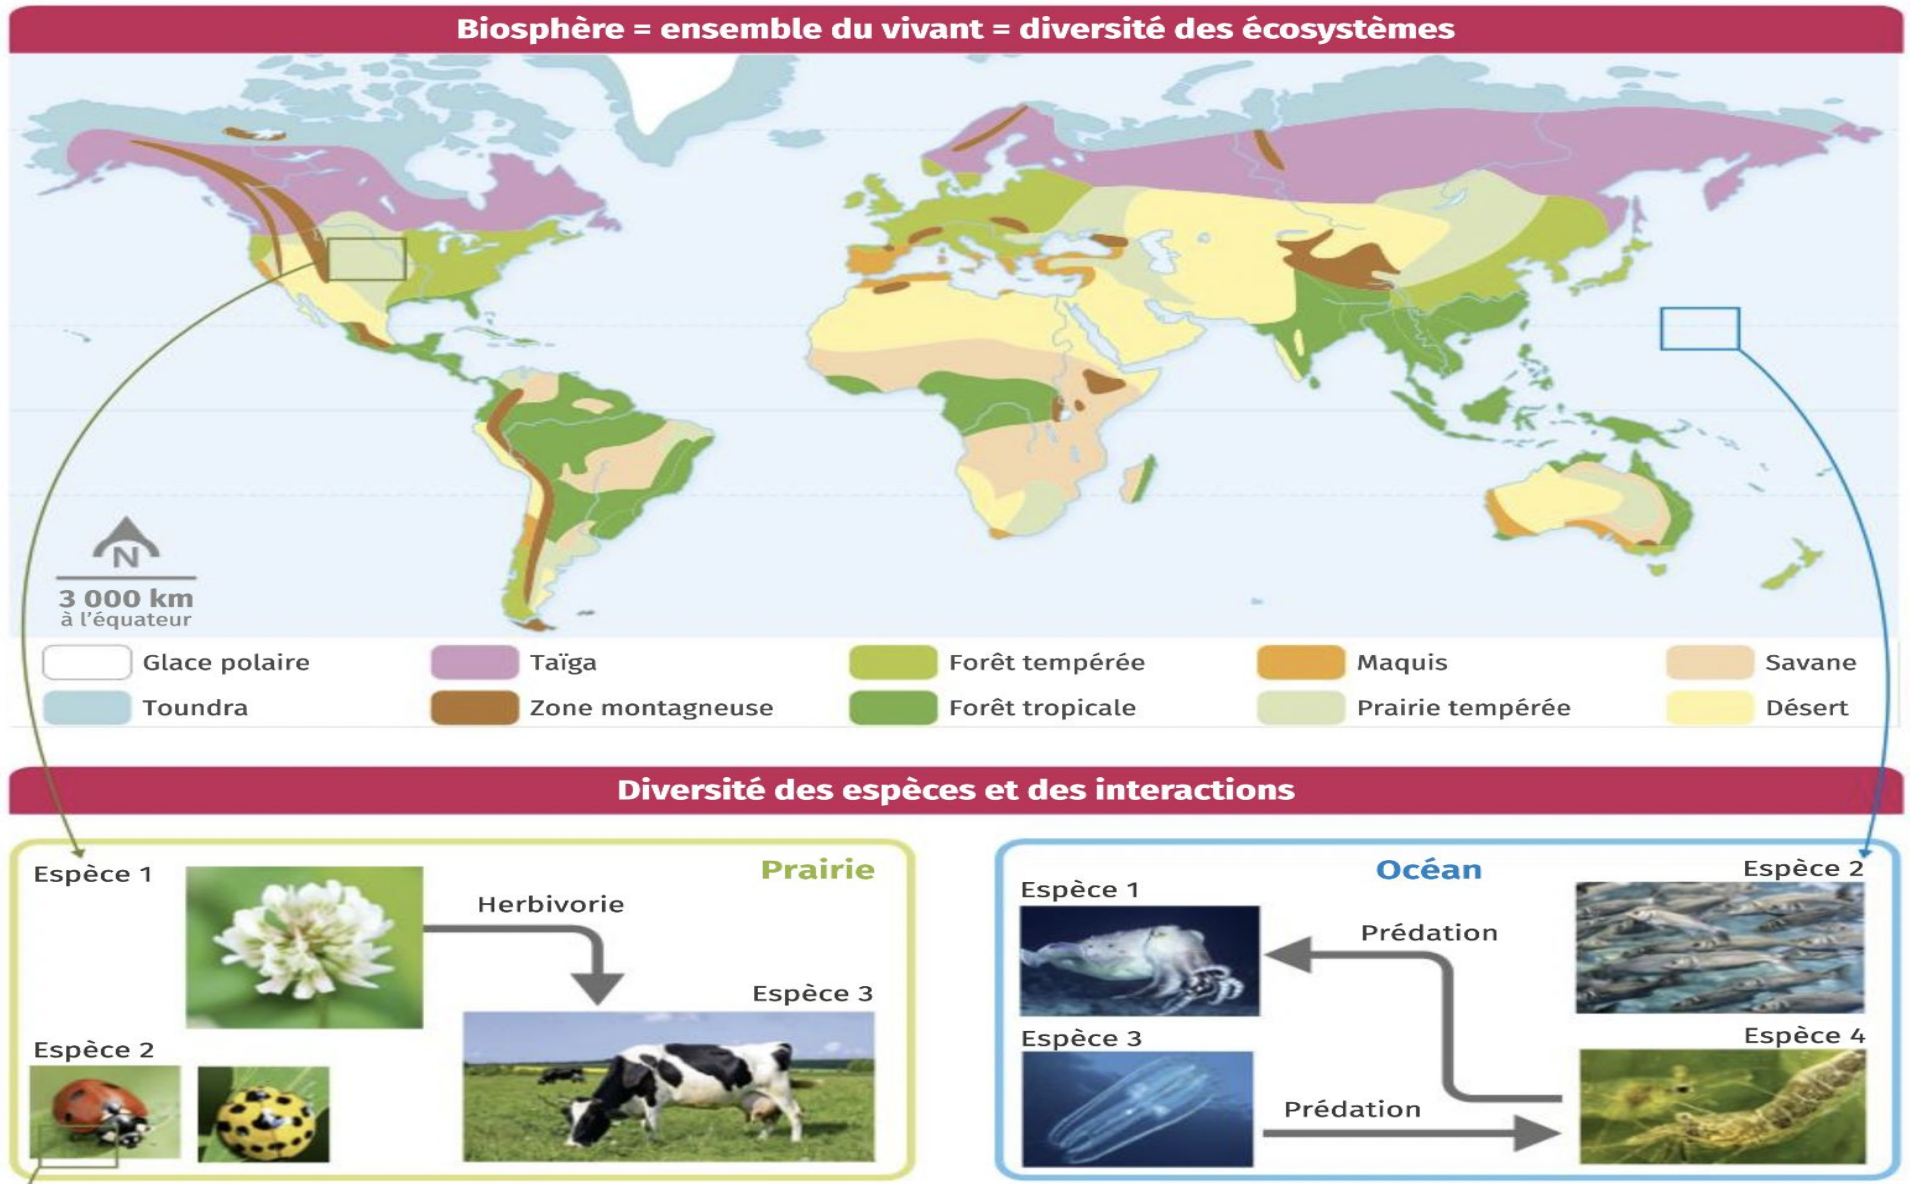 Biosphère = ensemble du vivant = diversité des écosystèmes
N
3 000 km
à l'équateur
Glace polaire
Taïga
Forêt tempérée
Maquis
Savane
Toundra
Zone montagneuse
Forêt tropicale
Prairie tempérée
Désert
Diversité des espèces et des interactions
Espèce 1
Prairie
Herbivorie
Espèce 3
Espèce 2
Océan
Espèce 2
Espèce 1
Prédation
Espèce 3
Espèce 4
Prédation